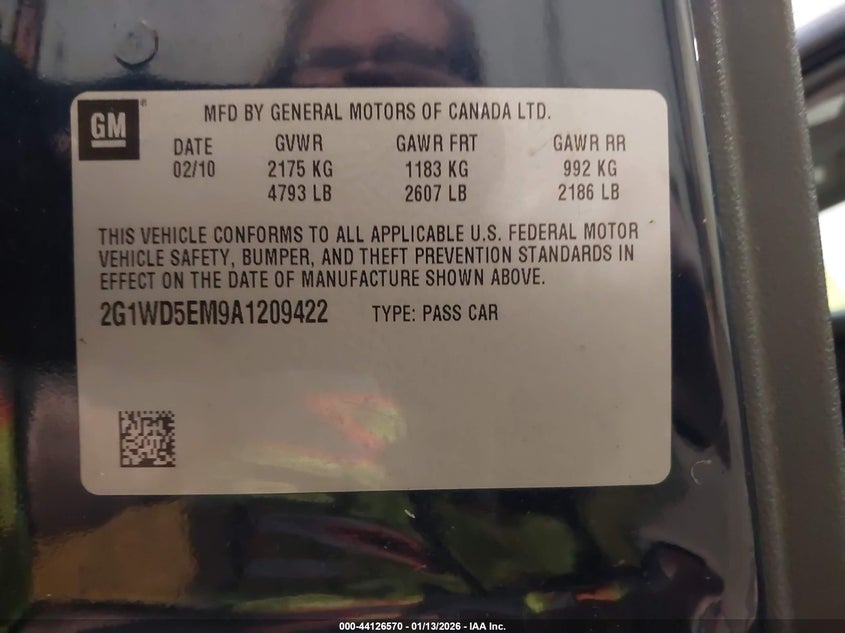 GM
MFD BY GENERAL MOTORS OF CANADA LTD.
DATE GVWR GAWR FRT GAWR RR
02/10 2175 KG 1183 KG 992 KG
4793 LB 2607 LB 2186 LB
THIS VEHICLE CONFORMS TO ALL APPLICABLE U.S. FEDERAL MOTOR
VEHICLE SAFETY, BUMPER, AND THEFT PREVENTION STANDARDS IN
EFFECT ON THE DATE OF MANUFACTURE SHOWN ABOVE.
2G1WD5EM9A1209422 TYPE: PASS CAR
000-44126570 - 01/13/2026 - IAA Inc.